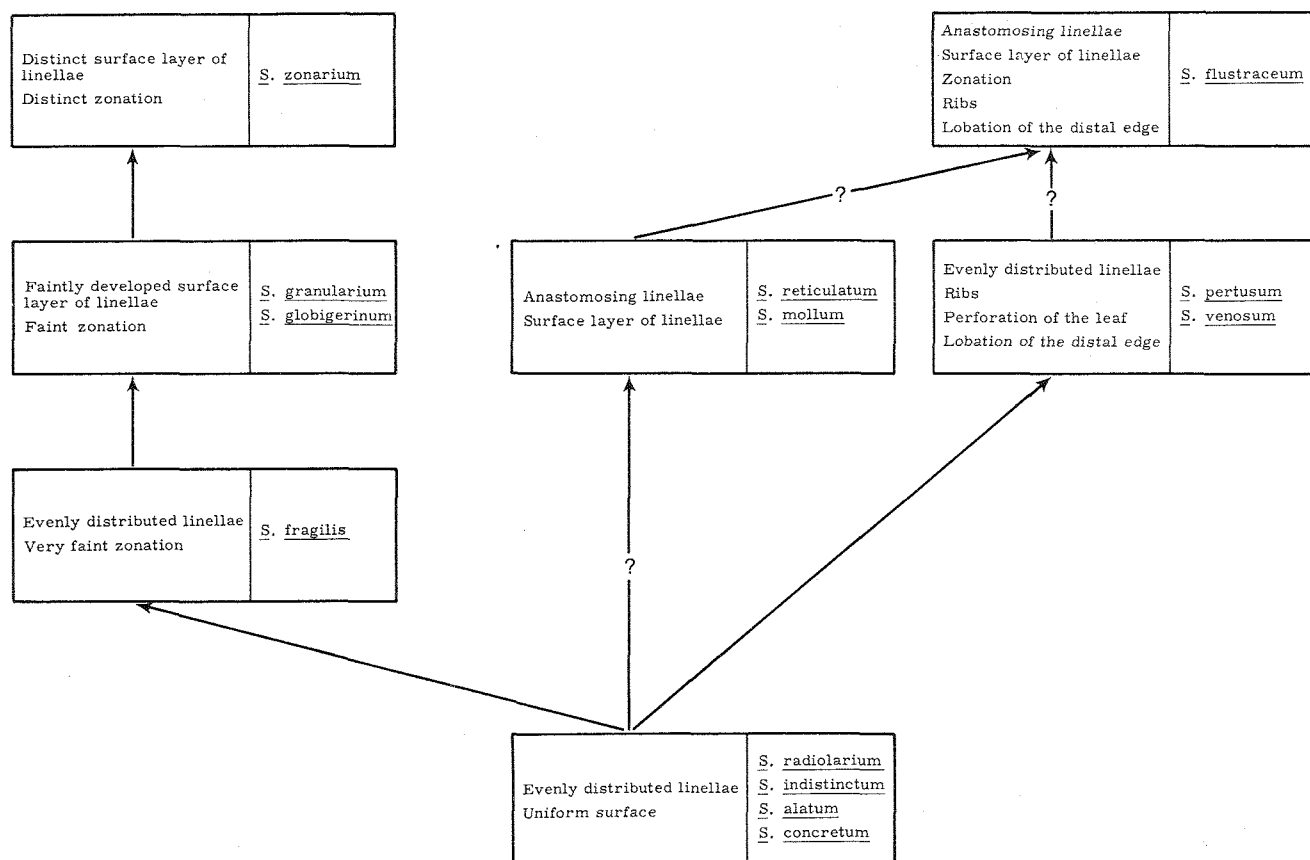 Distinct surface layer of
linellae
Distinct zonation
S. zonarium
Anastomosing linellae
Surface layer of linellae
Zonation
Ribs
Lobation of the distal edge
S. flustraceum
?
?
Faintly developed surface
layer of linellae
Faint zonation
S. granularium
S. globigerinum
Anastomosing linellae
Surface layer of linellae
S. reticulatum
S. mollum
Evenly distributed linellae
Ribs
Perforation of the leaf
Lobation of the distal edge
S. pertusum
S. venosum
Evenly distributed linellae
Very faint zonation
S. fragilis
?
Evenly distributed linellae
Uniform surface
S. radiolarium
S. indistinctum
S. alatum
S. concretum